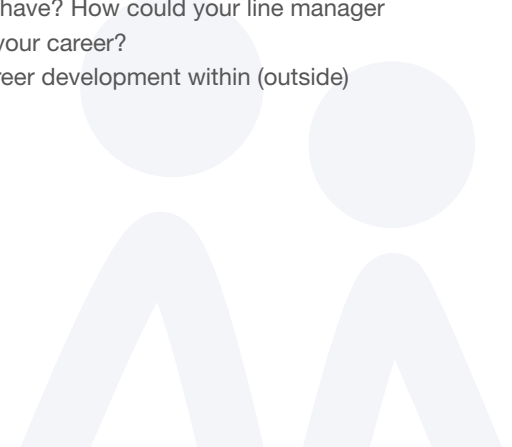 have? How could your line manager
your career?
eer development within (outside)